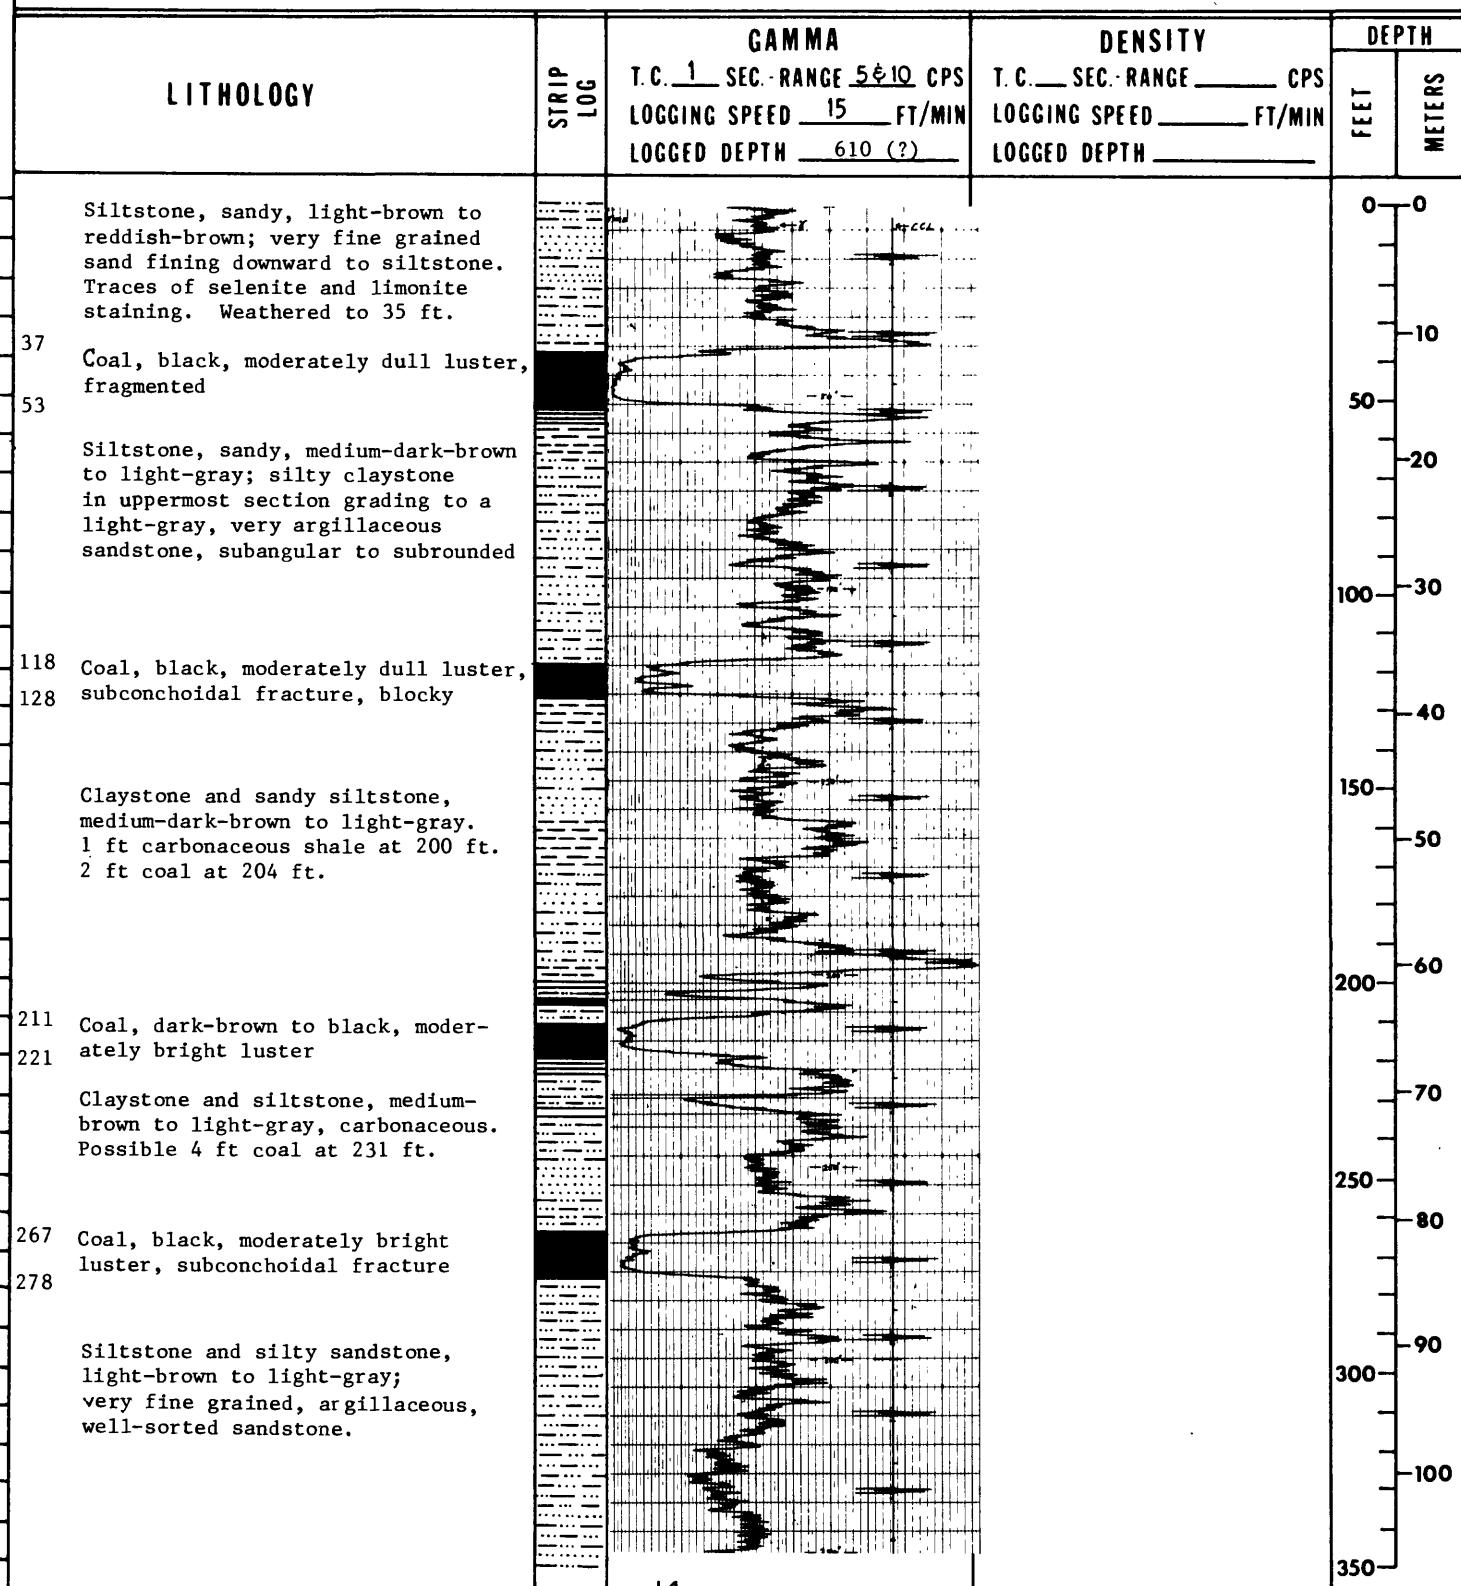 LITHOLOGY
STRIP LOG
GAMMA
T.C. 1 SEC.-RANGE 5&10 CPS
LOGGING SPEED 15 FT/MIN
LOGGED DEPTH 610 (?)
DENSITY
T.C. SEC.-RANGE CPS
LOGGING SPEED FT/MIN
LOGGED DEPTH
DEPTH
FEET
METERS
Siltstone, sandy, light-brown to
reddish-brown; very fine grained
sand fining downward to siltstone.
Traces of selenite and limonite
staining. Weathered to 35 ft.
37
Coal, black, moderately dull luster,
fragmented
53
Siltstone, sandy, medium-dark-brown
to light-gray; silty claystone
in uppermost section grading to a
light-gray, very argillaceous
sandstone, subangular to subrounded
118 Coal, black, moderately dull luster,
128 subconchoidal fracture, blocky
Claystone and sandy siltstone,
medium-dark-brown to light-gray.
1 ft carbonaceous shale at 200 ft.
2 ft coal at 204 ft.
211 Coal, dark-brown to black, moder-
221 ately bright luster
Claystone and siltstone, medium-
brown to light-gray, carbonaceous.
Possible 4 ft coal at 231 ft.
267 Coal, black, moderately bright
luster, subconchoidal fracture
278
Siltstone and silty sandstone,
light-brown to light-gray;
very fine grained, argillaceous,
well-sorted sandstone.
0 0
10
50
20
100 30
40
150
50
200 60
70
250
80
90
300
100
350